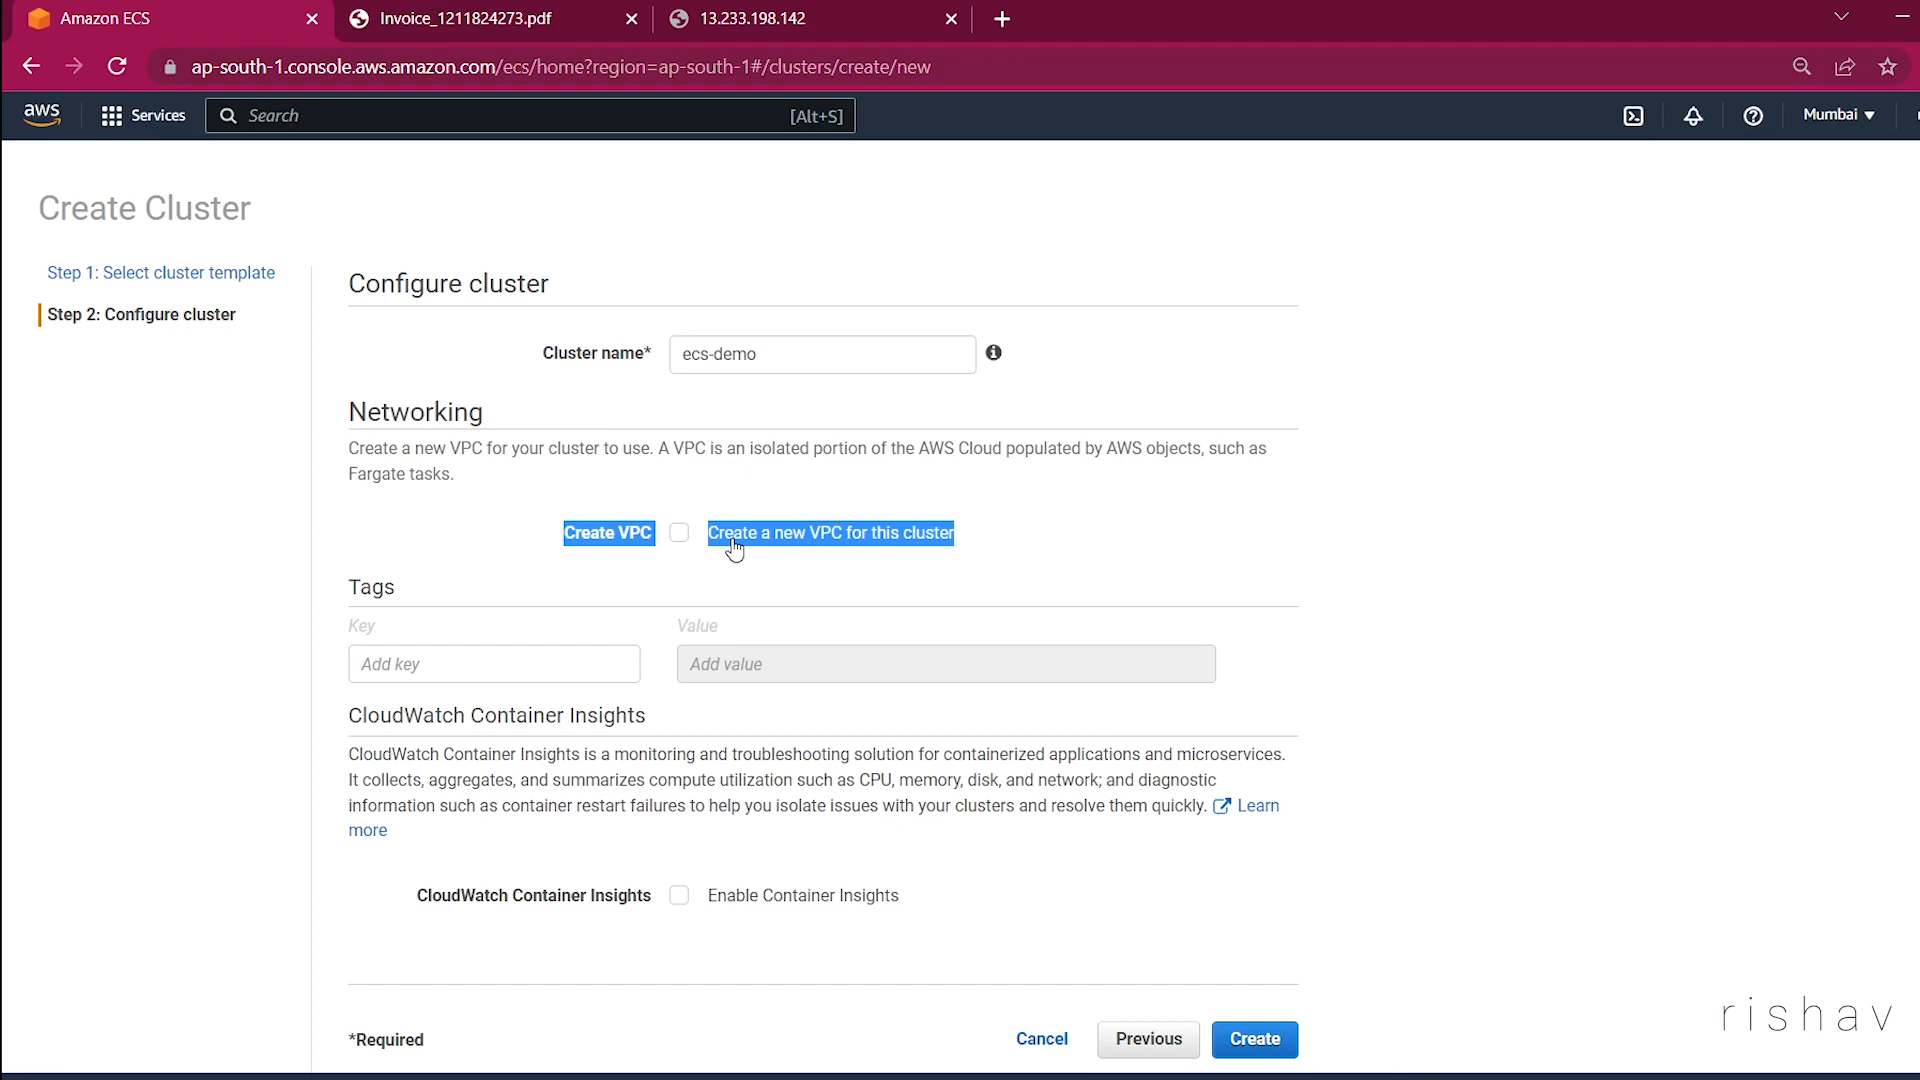 Amazon ECS
Invoice_1211824273.pdf
13.233.198.142
ap-south-1.console.aws.amazon.com/ecs/home?region=ap-south-1#/clusters/create/new
aws
Services
Search
[Alt+S]
Mumbai
Create Cluster
Step 1: Select cluster template
Step 2: Configure cluster
Configure cluster
Cluster name*
ecs-demo
Networking
Create a new VPC for your cluster to use. A VPC is an isolated portion of the AWS Cloud populated by AWS objects, such as
Fargate tasks.
Create VPC
Create a new VPC for this cluster
Tags
Key
Value
Add key
Add value
CloudWatch Container Insights
CloudWatch Container Insights is a monitoring and troubleshooting solution for containerized applications and microservices.
It collects, aggregates, and summarizes compute utilization such as CPU, memory, disk, and network; and diagnostic
information such as container restart failures to help you isolate issues with your clusters and resolve them quickly. Learn
more
CloudWatch Container Insights
Enable Container Insights
*Required
Cancel
Previous
Create
rishav